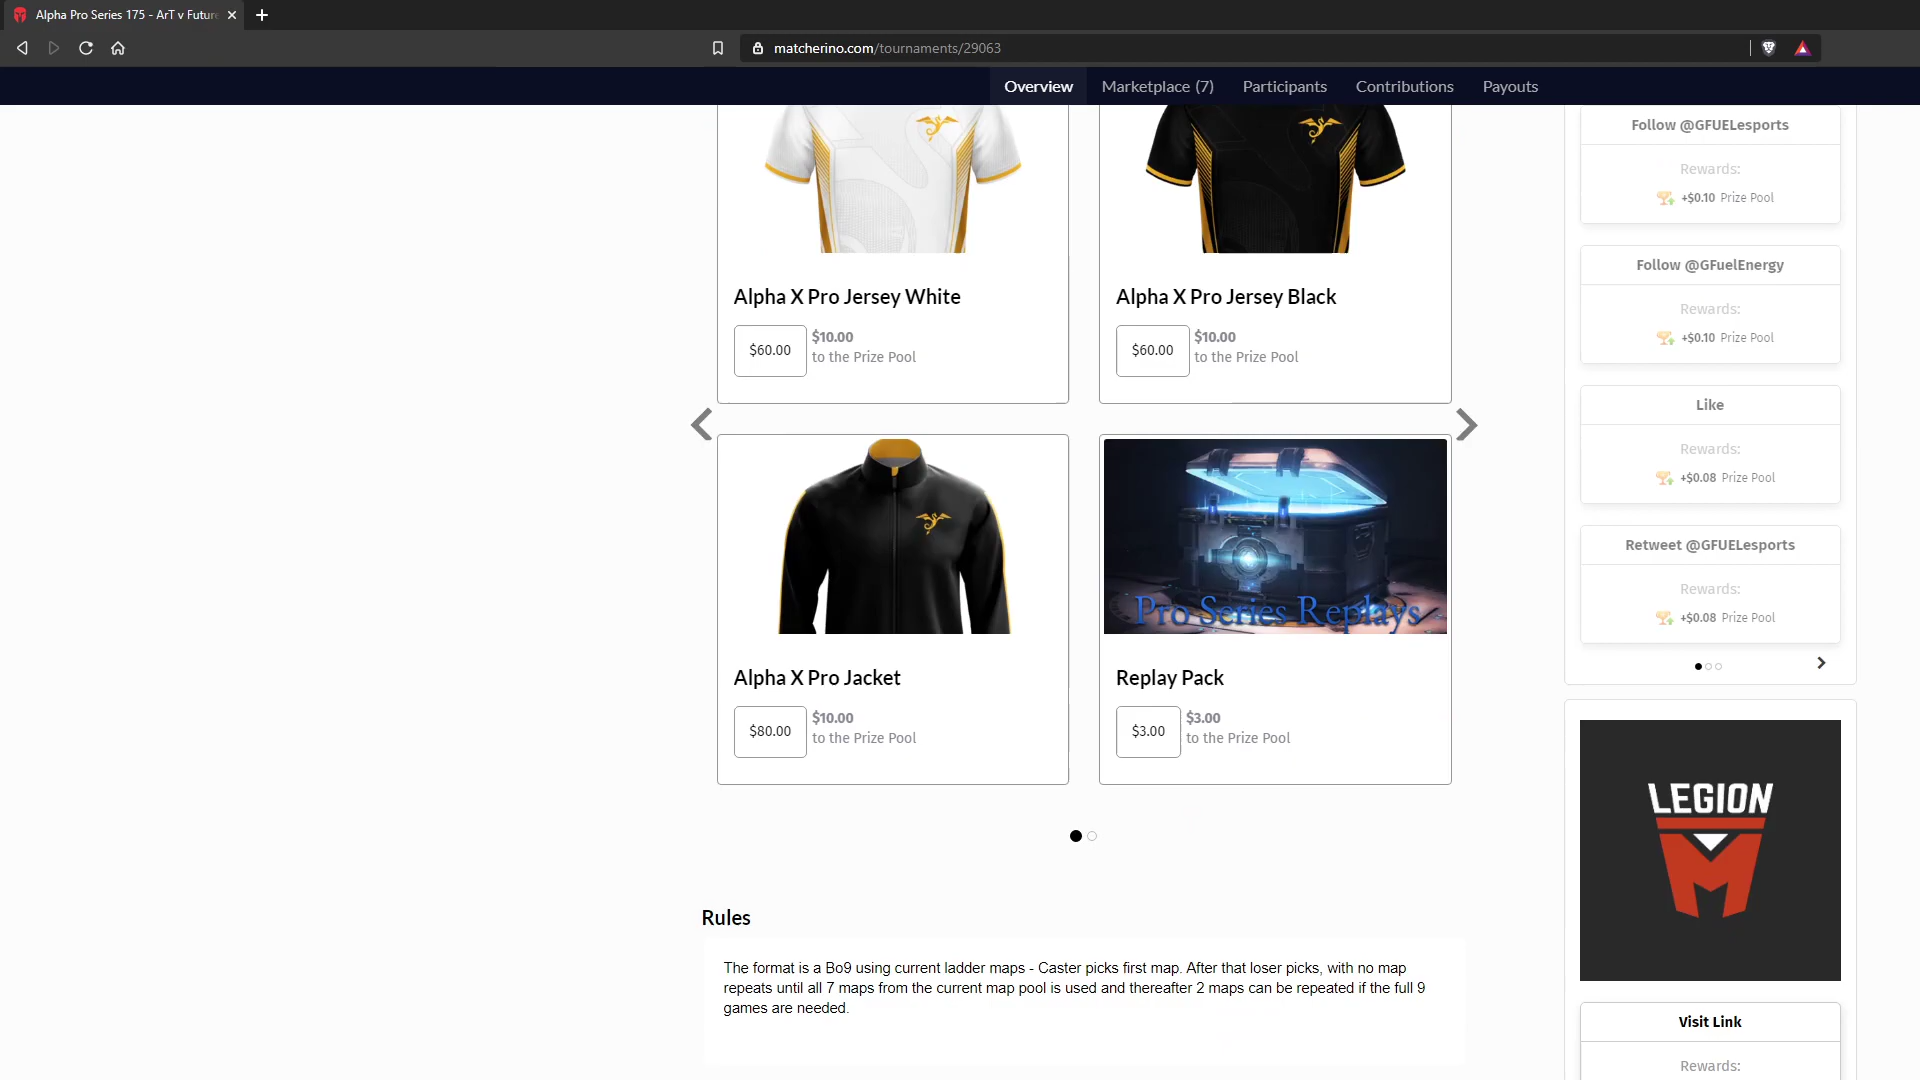 Alpha Pro Series 175 - ArT v Future
matcherino.com/tournaments/29063
Overview
Marketplace (7)
Participants
Contributions
Payouts
Alpha X Pro Jersey White
$60.00
$10.00
to the Prize Pool
Alpha X Pro Jersey Black
$60.00
$10.00
to the Prize Pool
Alpha X Pro Jacket
$80.00
$10.00
to the Prize Pool
Pro Series Replays
Replay Pack
$3.00
$3.00
to the Prize Pool
Rules
The format is a Bo9 using current ladder maps - Caster picks first map. After that loser picks, with no map
repeats until all 7 maps from the current map pool is used and thereafter 2 maps can be repeated if the full 9
games are needed.
Follow @GFUELesports
Rewards:
+$0.10 Prize Pool
Follow @GFuelEnergy
Rewards:
+$0.10 Prize Pool
Like
Rewards:
+$0.08 Prize Pool
Retweet @GFUELesports
Rewards:
+$0.08 Prize Pool
LEGION
Visit Link
Rewards: